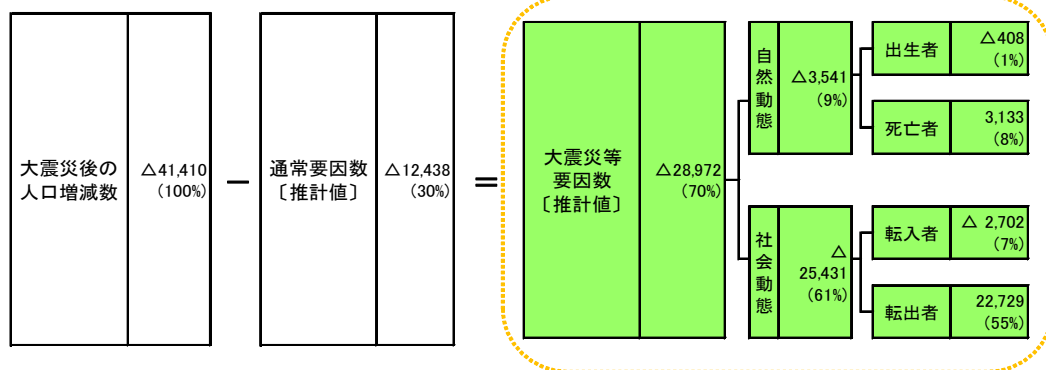 大震災後の
人口増減数
△41,410
(100%)
−
通常要因数
〔推計値〕
△12,438
(30%)
=
大震災等
要因数
〔推計値〕
△28,972
(70%)
自然動態
△3,541
(9%)
出生者
△408
(1%)
死亡者
3,133
(8%)
社会動態
△
25,431
(61%)
転入者
△ 2,702
(7%)
転出者
22,729
(55%)